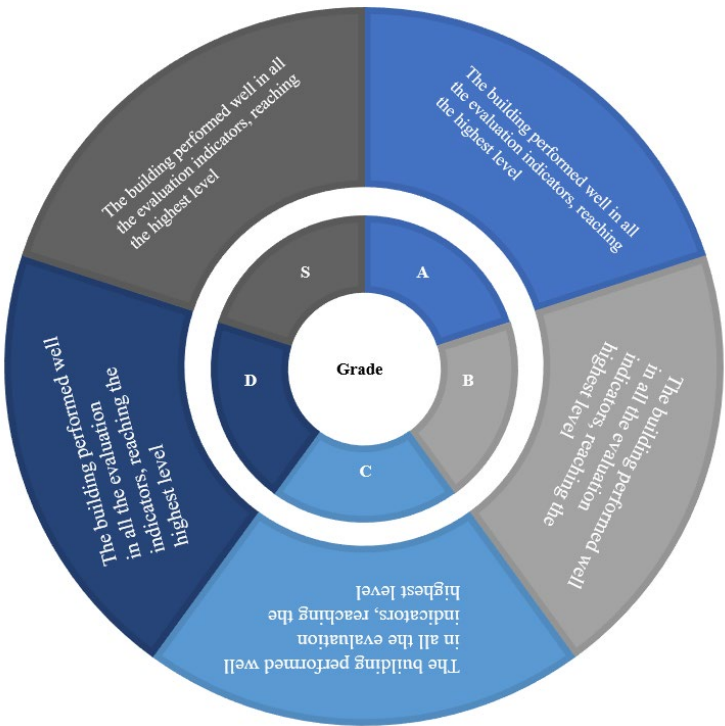 The building performed well in all
the evaluation indicators, reaching
the highest level
The building performed well in all
the evaluation indicators, reaching
the highest level
S
A
Grade
D
B
C
The building performed well
in all the evaluation
indicators, reaching the
highest level
The building performed well
in all the evaluation
indicators, reaching the
highest level
The building performed well
in all the evaluation
indicators, reaching the
highest level